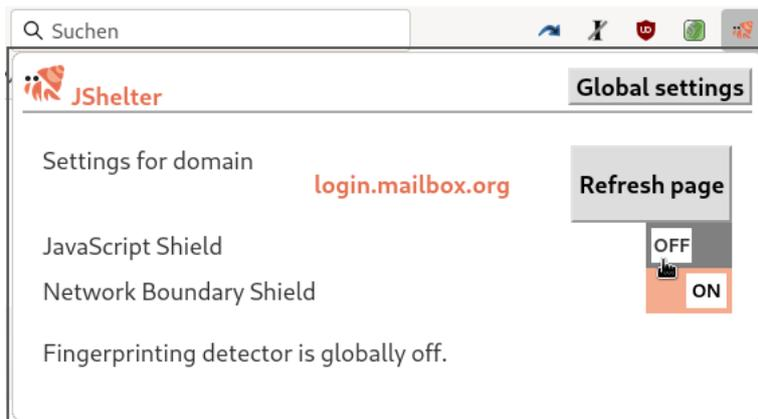 Suchen
JShelter
Global settings
Settings for domain
login.mailbox.org
Refresh page
JavaScript Shield
OFF
Network Boundary Shield
ON
Fingerprinting detector is globally off.